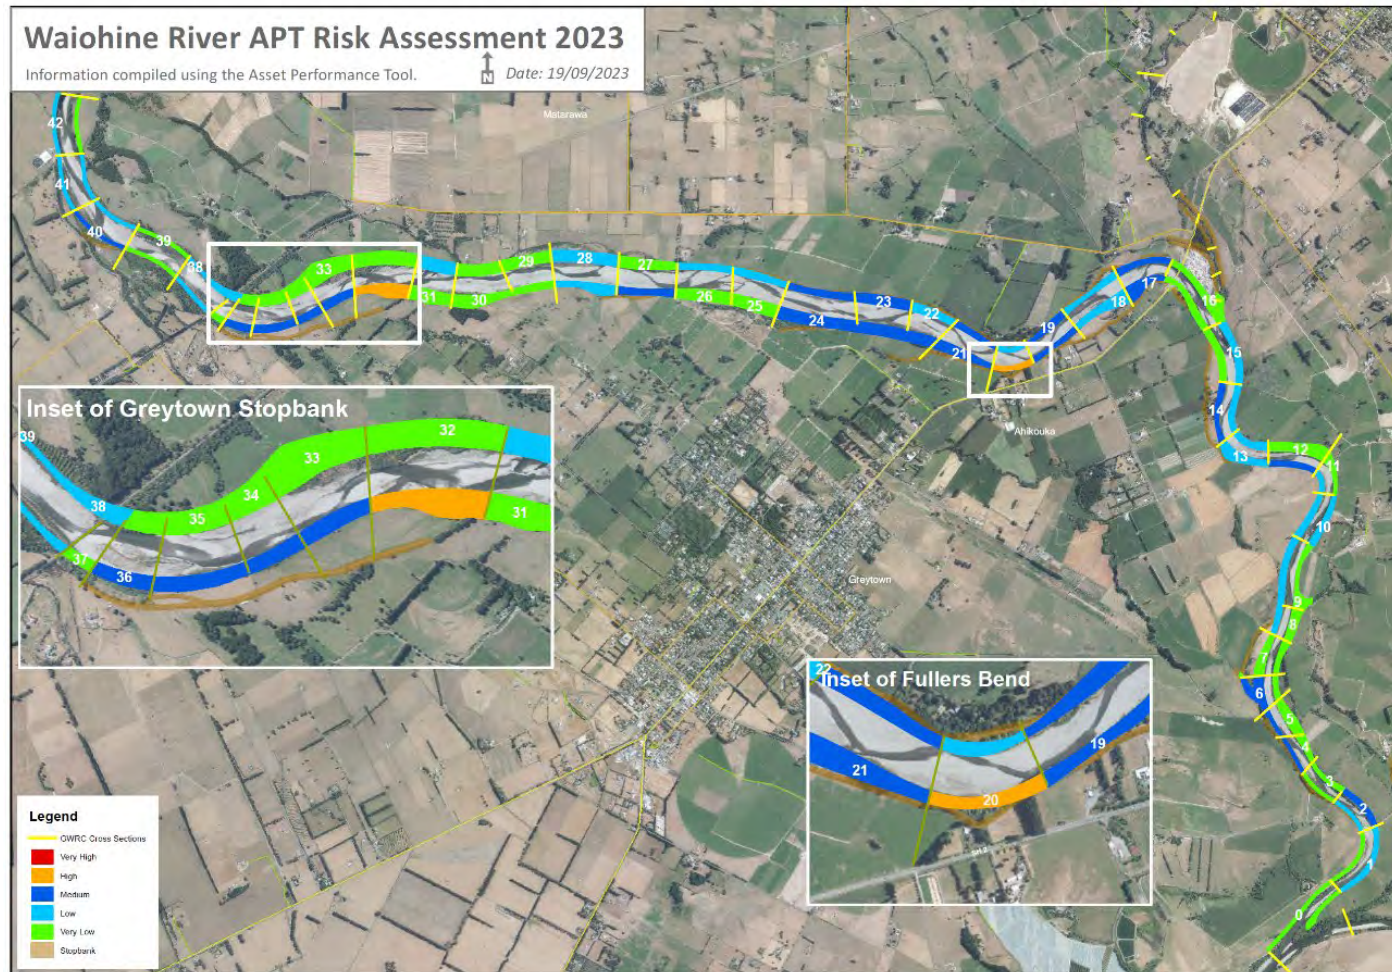 Waiohine River APT Risk Assessment 2023
Information compiled using the Asset Performance Tool.
N
Date: 19/09/2023
Matarawa
42
41
40
39
38
33
31
30
29
28
27
26
25
24
23
22
21
19
18
17
16
15
14
13
12
11
10
9
8
7
6
5
4
3
2
1
0
Ahikouka
Greytown
Inset of Greytown Stopbank
39
38
37
36
35
34
33
32
31
Inset of Fullers Bend
22
21
20
19
SH 2
Legend
GWRC Cross Sections
Very High
High
Medium
Low
Very Low
Stopbank